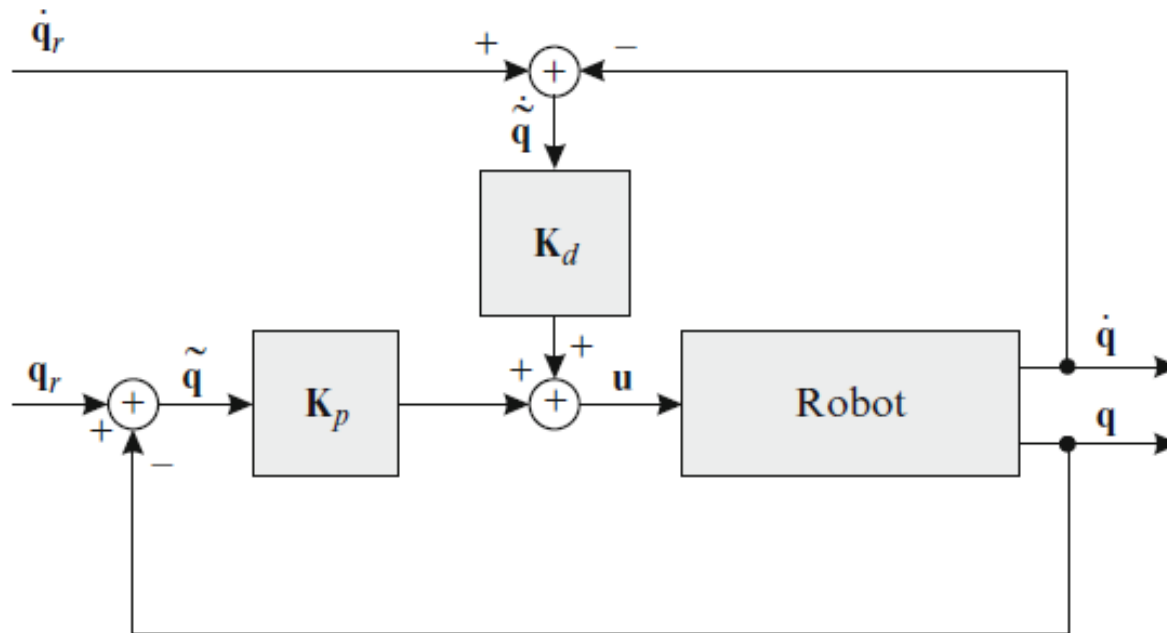 q̇ᵣ
+ + −
q̃̇
K_d
+
q̇
qᵣ + + − q̃ K_p + + u Robot
q